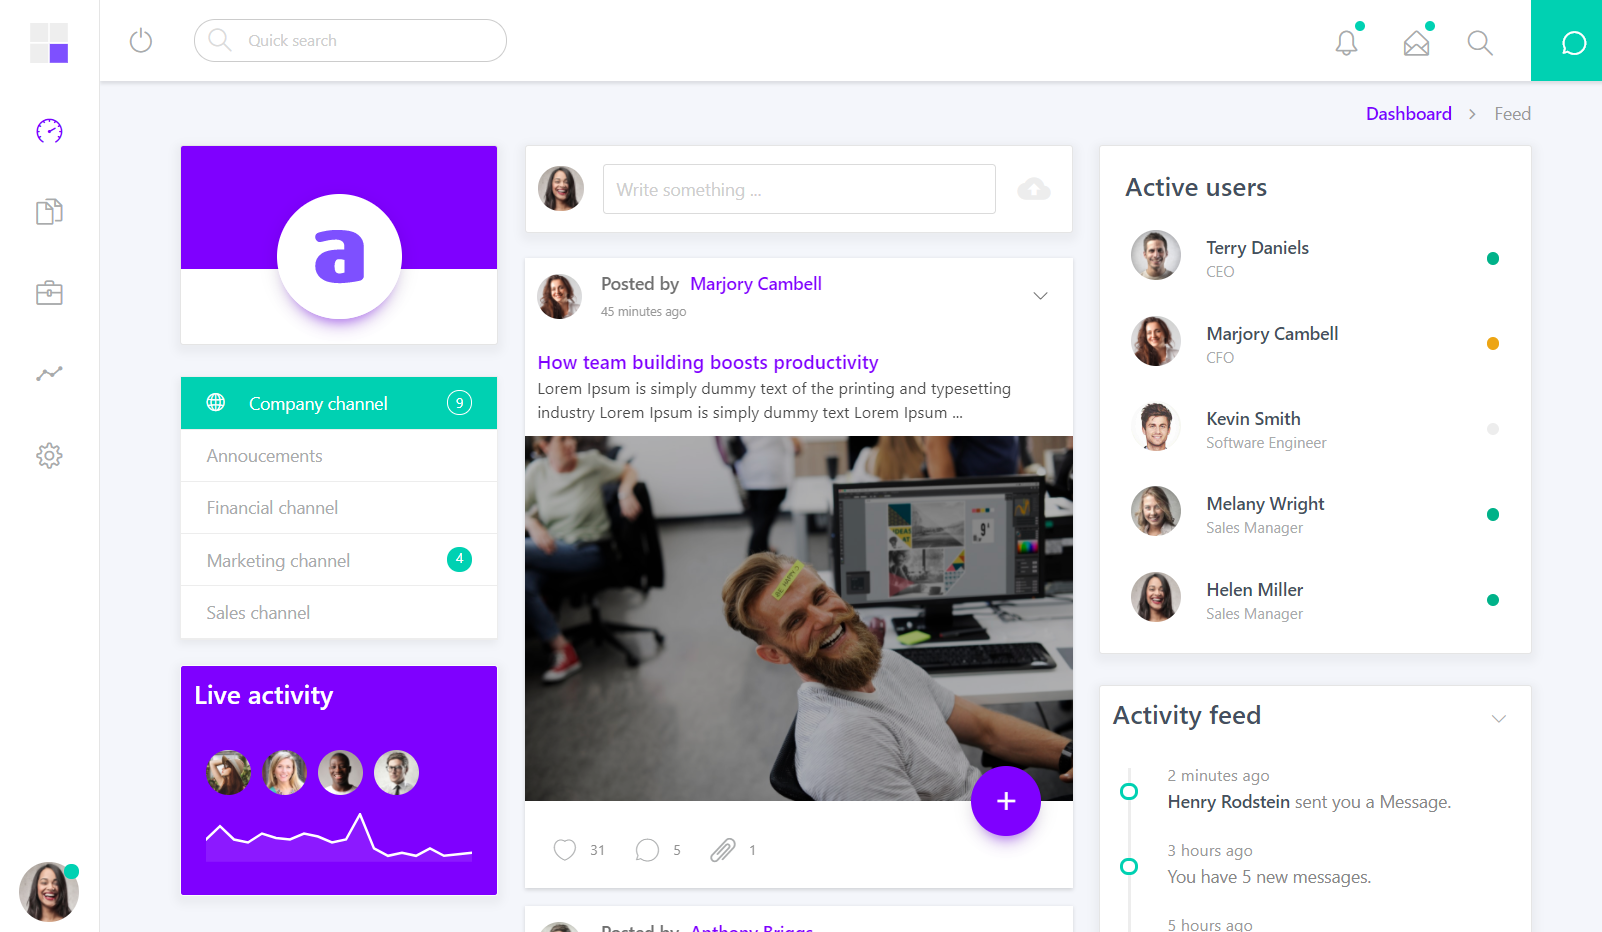 Quick search
Dashboard > Feed
a
Company channel 9
Annoucements
Financial channel
Marketing channel 4
Sales channel
Live activity
Write something ...
Posted by Marjory Cambell
45 minutes ago
How team building boosts productivity
Lorem Ipsum is simply dummy text of the printing and typesetting
industry Lorem Ipsum is simply dummy text Lorem Ipsum ...
31 5 1
Posted by Anthony Briggs
Active users
Terry Daniels
CEO
Marjory Cambell
CFO
Kevin Smith
Software Engineer
Melany Wright
Sales Manager
Helen Miller
Sales Manager
Activity feed
2 minutes ago
Henry Rodstein sent you a Message.
3 hours ago
You have 5 new messages.
5 hours ago